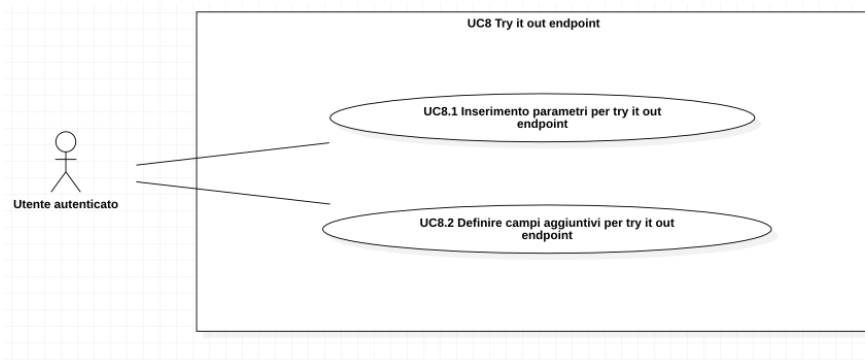 UC8 Try it out endpoint
UC8.1 Inserimento parametri per try it out
endpoint
Utente autenticato
UC8.2 Definire campi aggiuntivi per try it out
endpoint